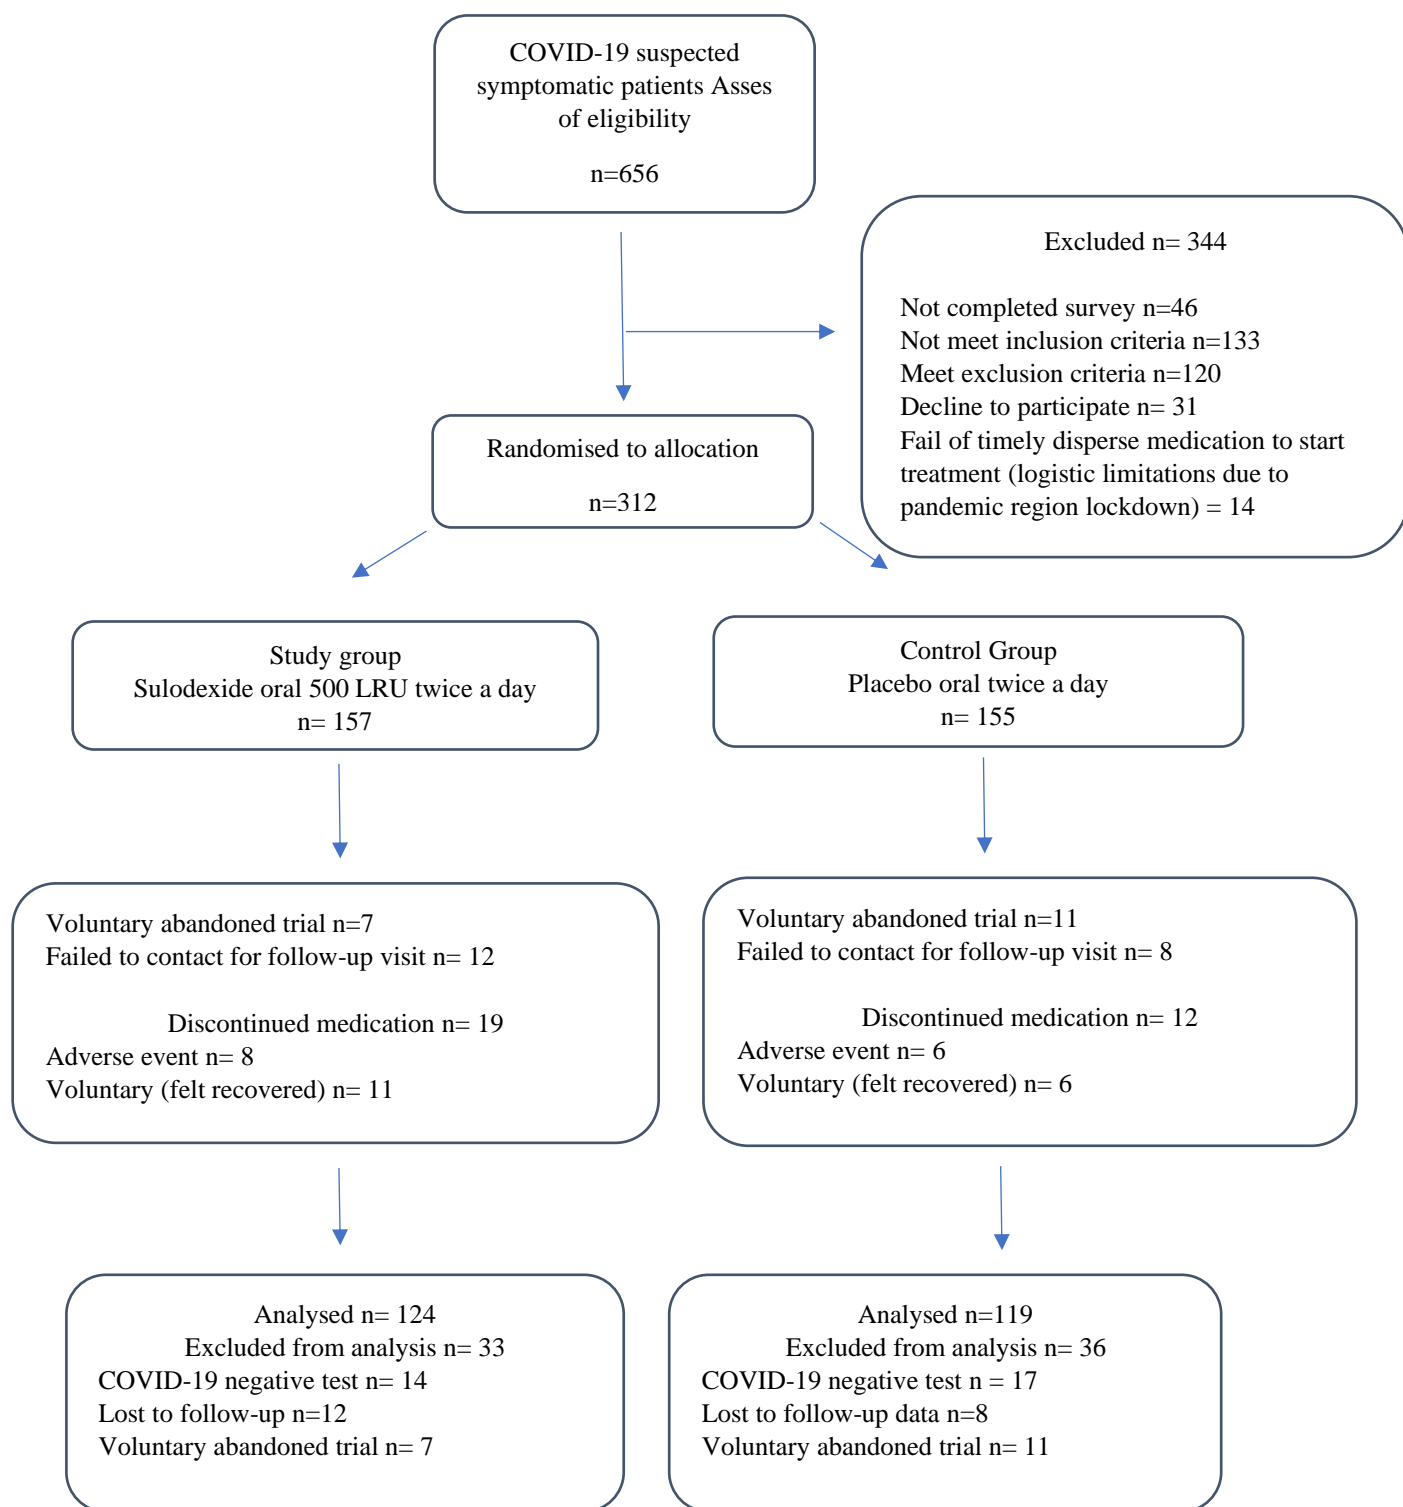 COVID-19 suspected
symptomatic patients Asses
of eligibility
n=656
Excluded n= 344
Not completed survey n=46
Not meet inclusion criteria n=133
Meet exclusion criteria n=120
Decline to participate n= 31
Fail of timely disperse medication to start
treatment (logistic limitations due to
pandemic region lockdown) = 14
Randomised to allocation
n=312
Study group
Sulodexide oral 500 LRU twice a day
n= 157
Control Group
Placebo oral twice a day
n= 155
Voluntary abandoned trial n=7
Failed to contact for follow-up visit n= 12
Discontinued medication n= 19
Adverse event n= 8
Voluntary (felt recovered) n= 11
Voluntary abandoned trial n=11
Failed to contact for follow-up visit n= 8
Discontinued medication n= 12
Adverse event n= 6
Voluntary (felt recovered) n= 6
Analysed n= 124
Excluded from analysis n= 33
COVID-19 negative test n= 14
Lost to follow-up n=12
Voluntary abandoned trial n= 7
Analysed n=119
Excluded from analysis n= 36
COVID-19 negative test n = 17
Lost to follow-up data n=8
Voluntary abandoned trial n= 11